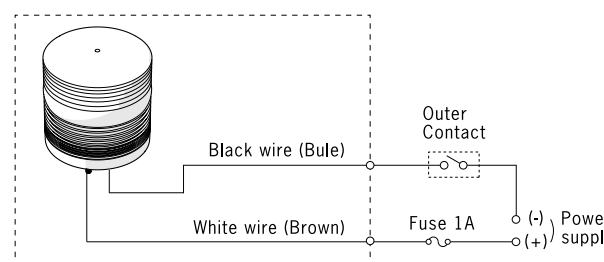 Outer
Contact
Black wire (Bule)
White wire (Brown)
Fuse 1A
(-) Powe
(+) suppl